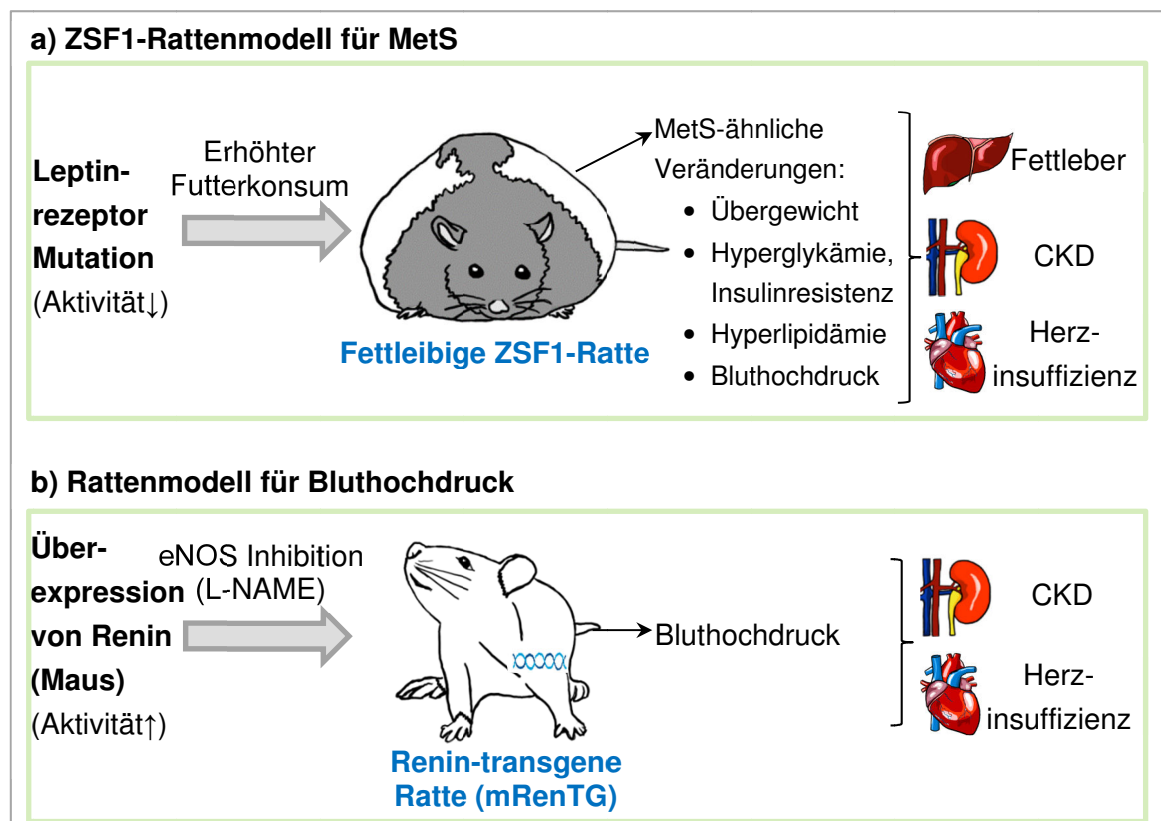 a) ZSF1-Rattenmodell für MetS
Leptin-
rezeptor
Mutation
(Aktivität↓)
Erhöhter
Futterkonsum
Fettleibige ZSF1-Ratte
MetS-ähnliche
Veränderungen:
• Übergewicht
• Hyperglykämie,
Insulinresistenz
• Hyperlipidämie
• Bluthochdruck
Fettleber
CKD
Herz-
insuffizienz
b) Rattenmodell für Bluthochdruck
Über-
expression
von Renin
(Maus)
(Aktivität↑)
eNOS Inhibition
(L-NAME)
Renin-transgene
Ratte (mRenTG)
Bluthochdruck
CKD
Herz-
insuffizienz